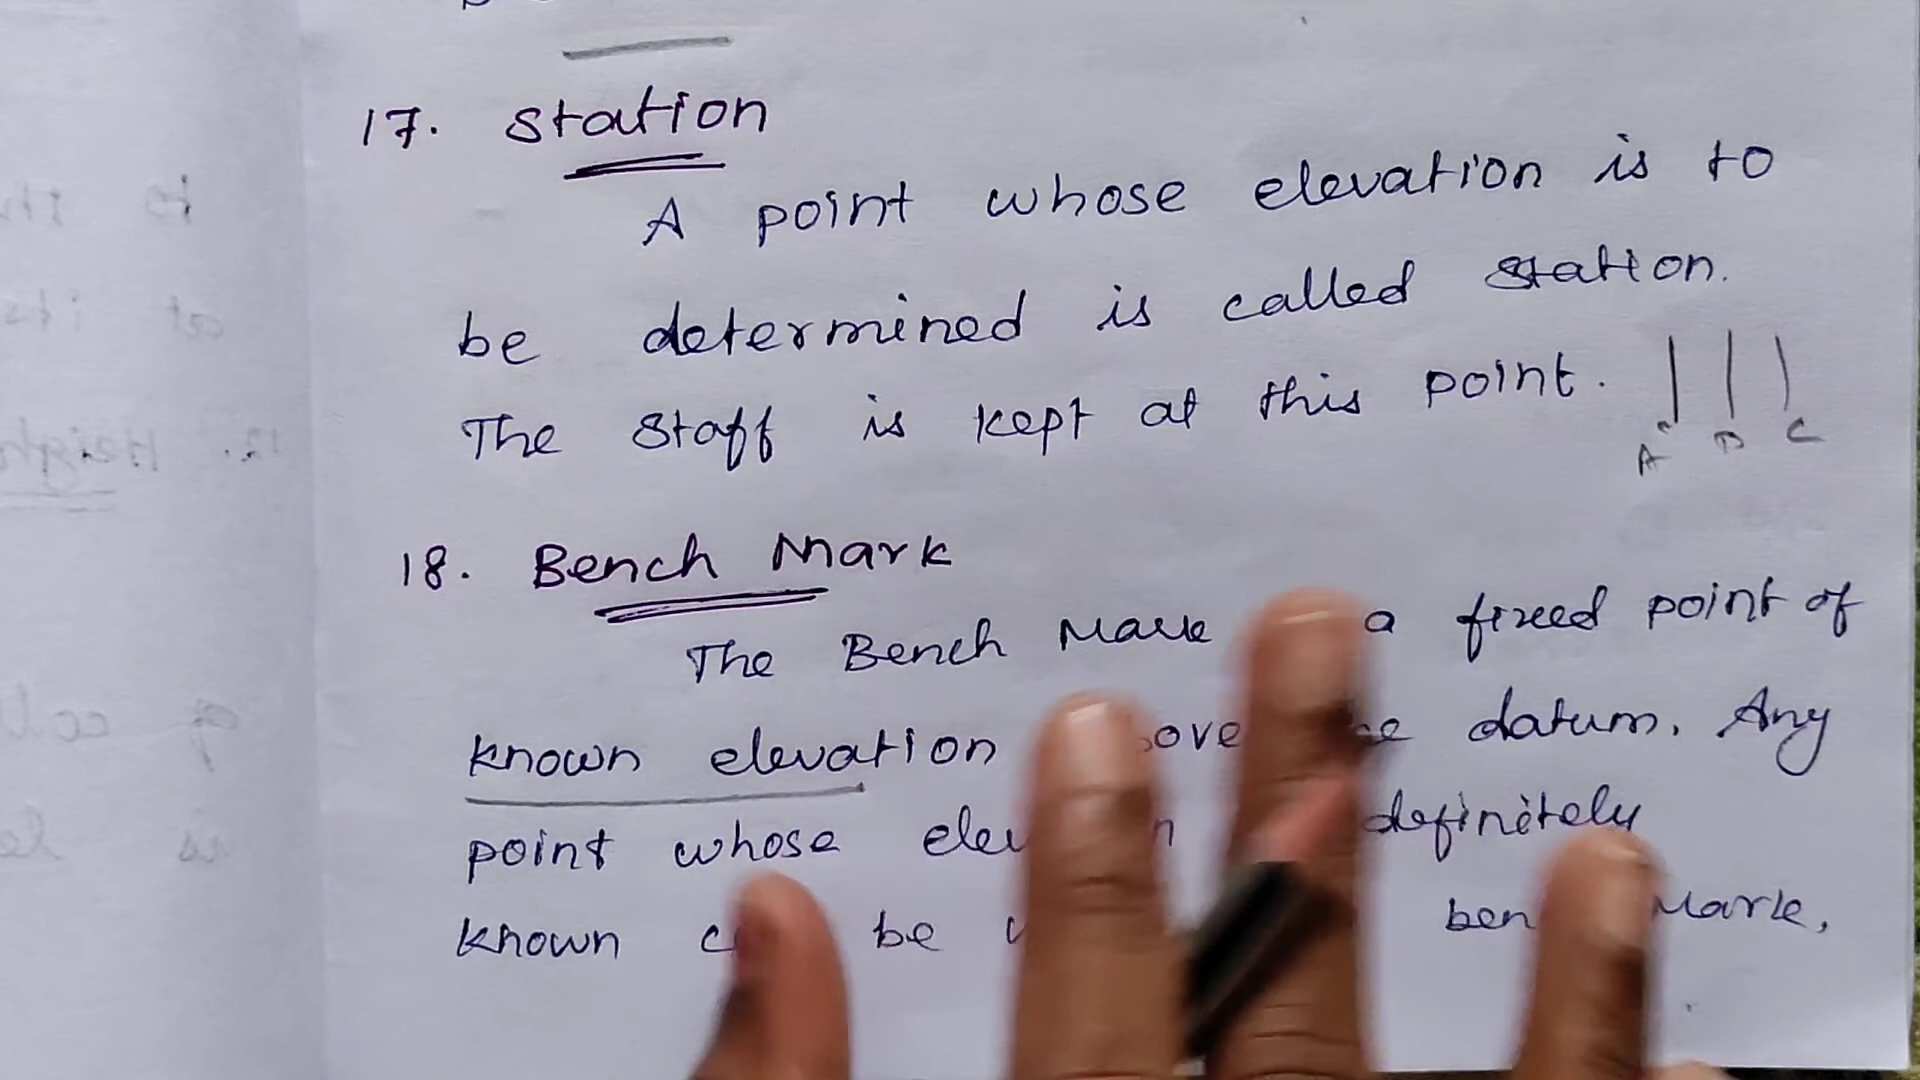 17. Station
A point whose elevation is to
be determined is called station.
The staff is kept at this point.
A B C
18. Bench Mark
The Bench Mark a fixed point of
known elevation datum. Any
point whose definitely
known be Mark.